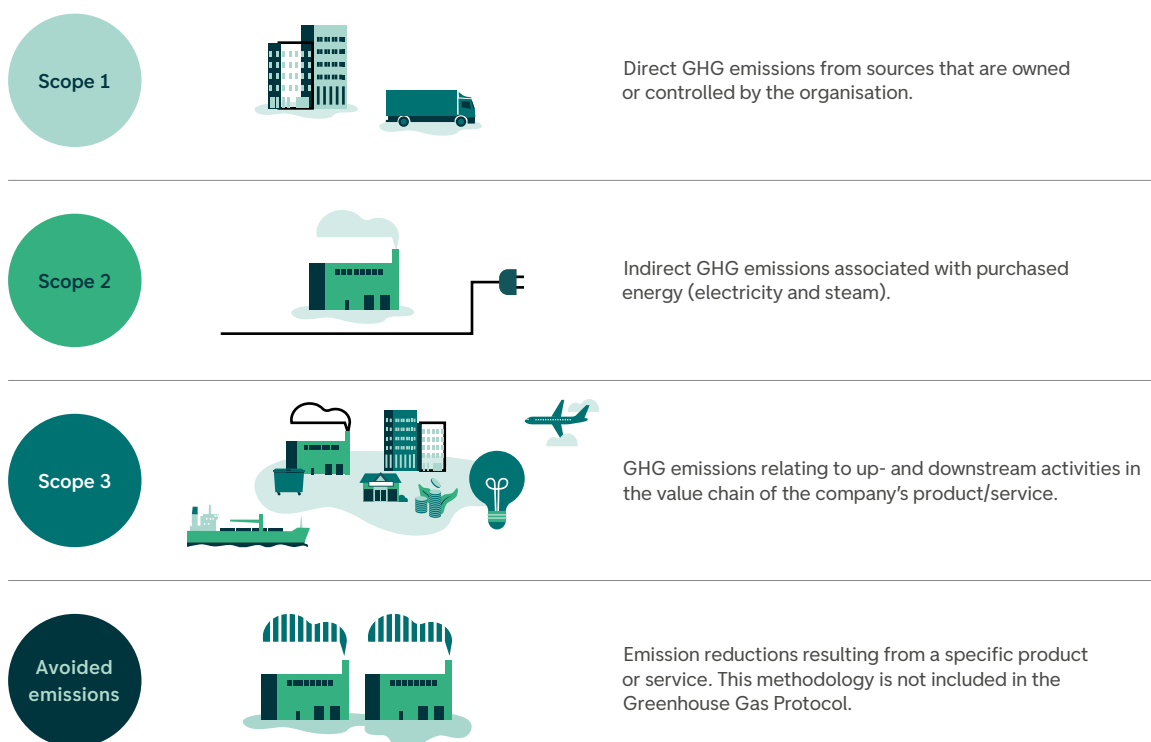 Scope 1
Direct GHG emissions from sources that are owned
or controlled by the organisation.
Scope 2
Indirect GHG emissions associated with purchased
energy (electricity and steam).
Scope 3
GHG emissions relating to up- and downstream activities in
the value chain of the company’s product/service.
Avoided
emissions
Emission reductions resulting from a specific product
or service. This methodology is not included in the
Greenhouse Gas Protocol.